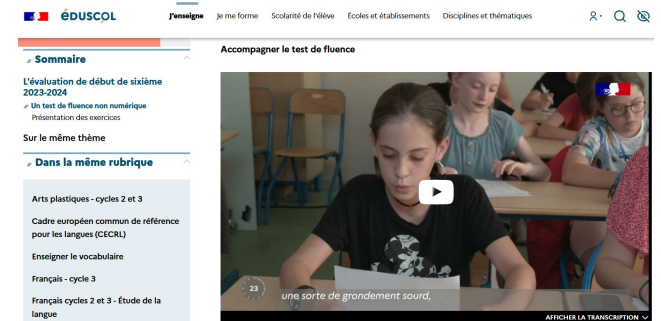 éduscol
J'enseigne
Je me forme
Scolarité de l'élève
Écoles et établissements
Disciplines et thématiques
Sommaire
L'évaluation de début de sixième
2023-2024
Un test de fluence non numérique
Présentation des exercices
Sur le même thème
Dans la même rubrique
Arts plastiques - cycles 2 et 3
Cadre européen commun de référence
pour les langues (CECRL)
Enseigner le vocabulaire
Français - cycle 3
Français cycles 2 et 3 - Étude de la
langue
Accompagner le test de fluence
23
une sorte de grondement sourd,
AFFICHER LA TRANSCRIPTION